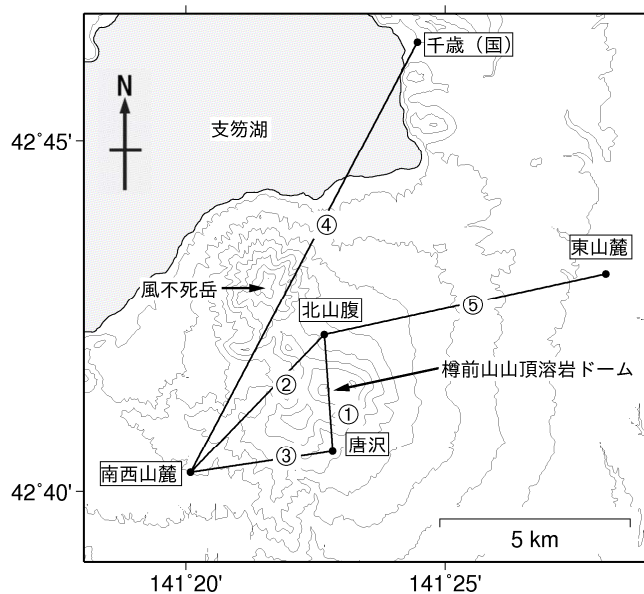 千歳（国）
N
42°45'
支笏湖
④
東山麓
風不死岳
北山腹
⑤
樽前山山頂溶岩ドーム
②
①
唐沢
③
南西山麓
42°40'
5 km
141°20'
141°25'